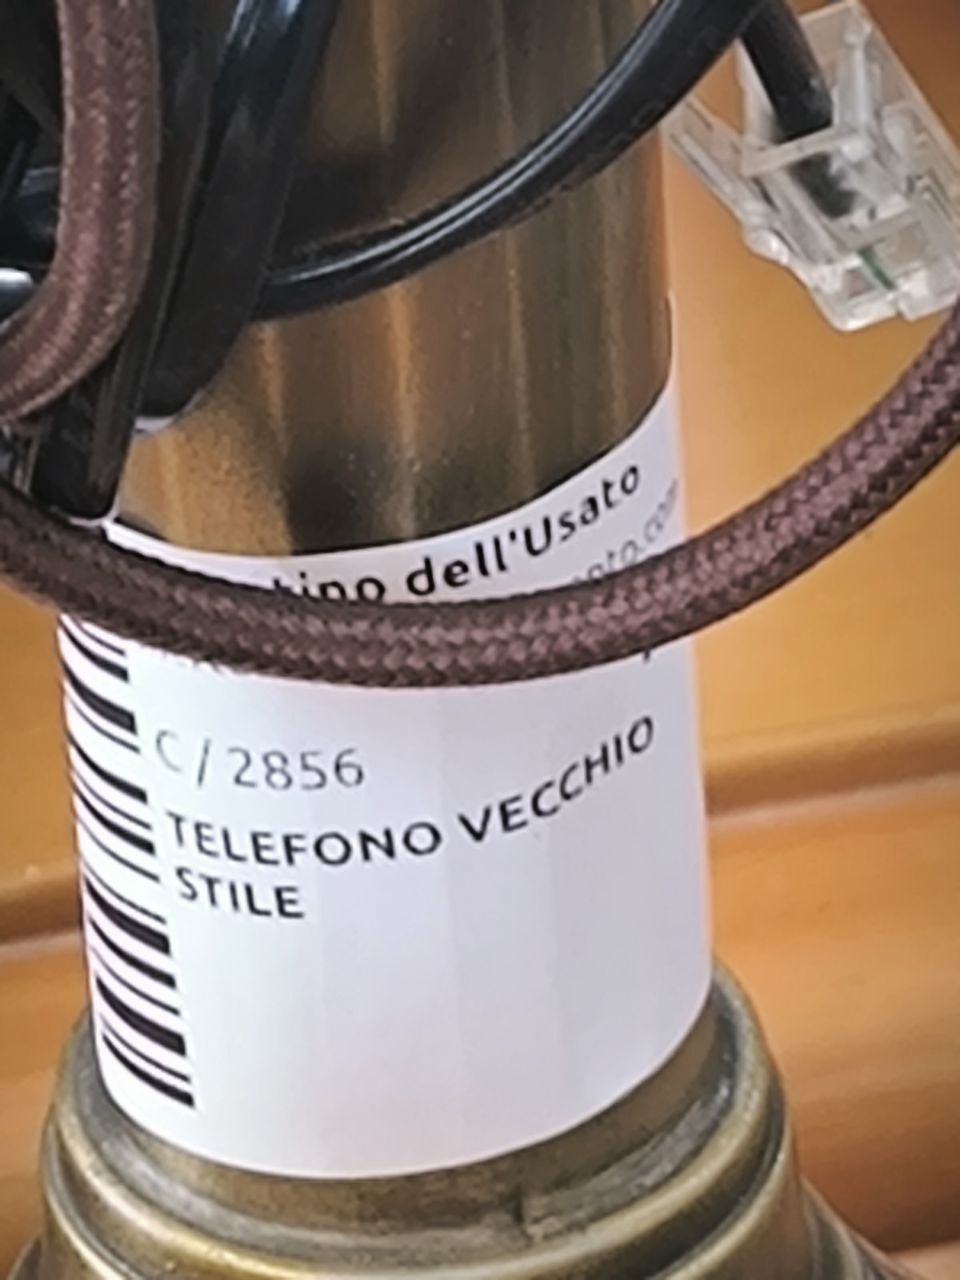 dell'Usato
C / 2856
TELEFONO VECCHIO
STILE